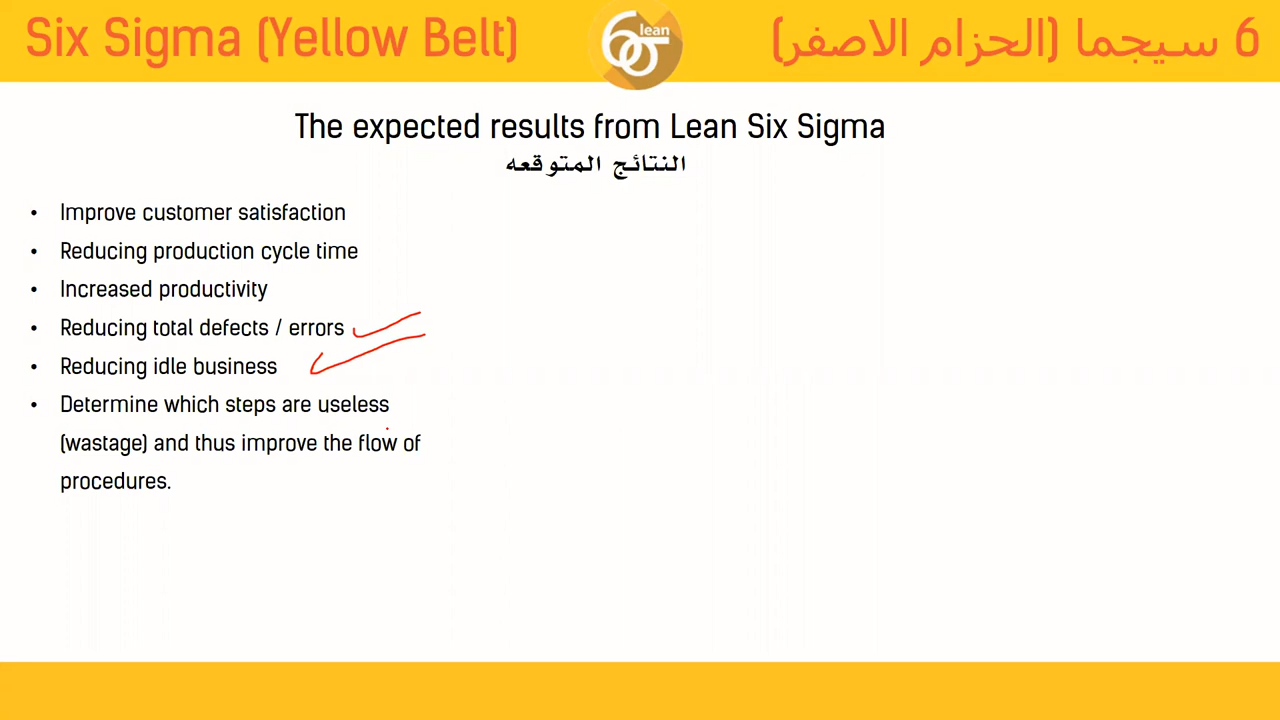 Six Sigma (Yellow Belt)
lean
6σ
6 سيجما (الحزام الاصفر)
The expected results from Lean Six Sigma
النتائج المتوقعه
• Improve customer satisfaction
• Reducing production cycle time
• Increased productivity
• Reducing total defects / errors
• Reducing idle business
• Determine which steps are useless
(wastage) and thus improve the flow of
procedures.